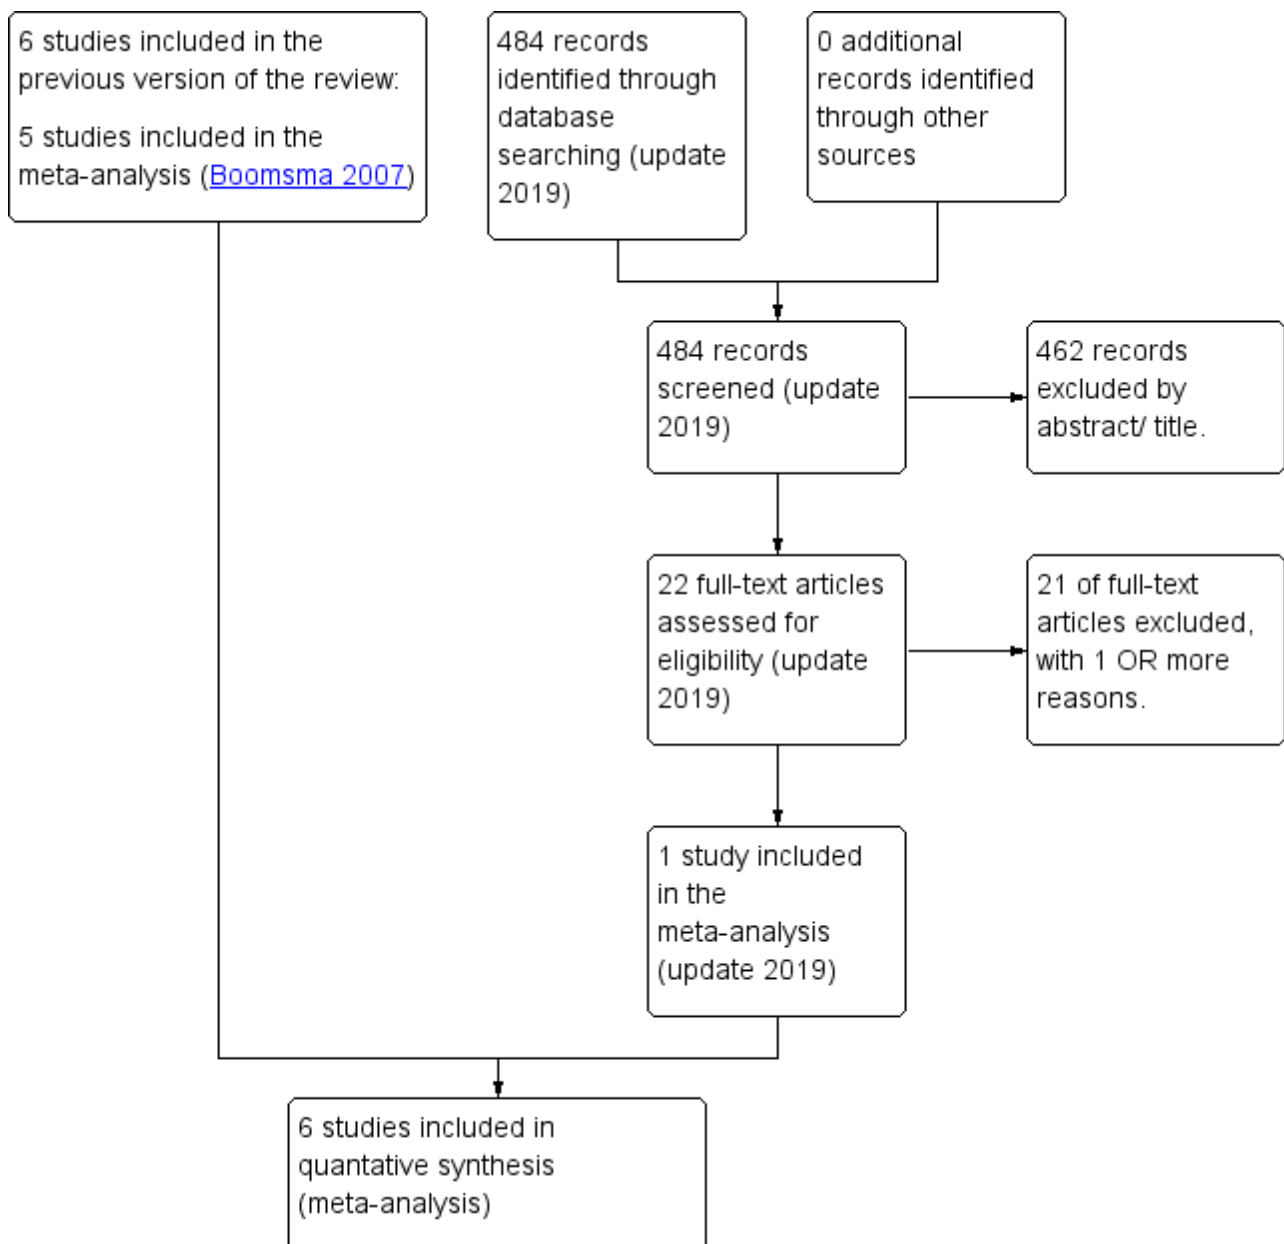 6 studies included in the
previous version of the review:
5 studies included in the
meta-analysis (Boomsma 2007)
484 records
identified through
database
searching (update
2019)
0 additional
records identified
through other
sources
484 records
screened (update
2019)
462 records
excluded by
abstract/ title.
22 full-text articles
assessed for
eligibility (update
2019)
21 of full-text
articles excluded,
with 1 OR more
reasons.
1 study included
in the
meta-analysis
(update 2019)
6 studies included in
quantative synthesis
(meta-analysis)